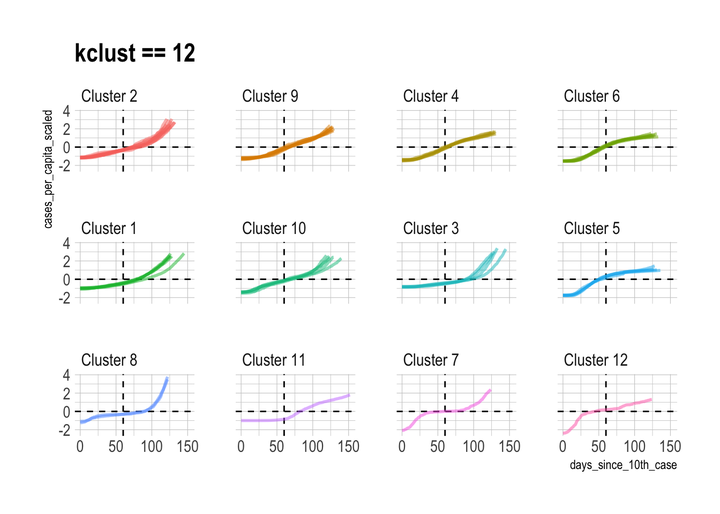 kclust == 12
Cluster 2 Cluster 9 Cluster 4 Cluster 6
cases_per_capita_scaled
4
2
0
-2
Cluster 1 Cluster 10 Cluster 3 Cluster 5
4
2
0
-2
Cluster 8 Cluster 11 Cluster 7 Cluster 12
4
2
0
-2
0 50 100 150 0 50 100 150 0 50 100 150 0 50 100 150
days_since_10th_case